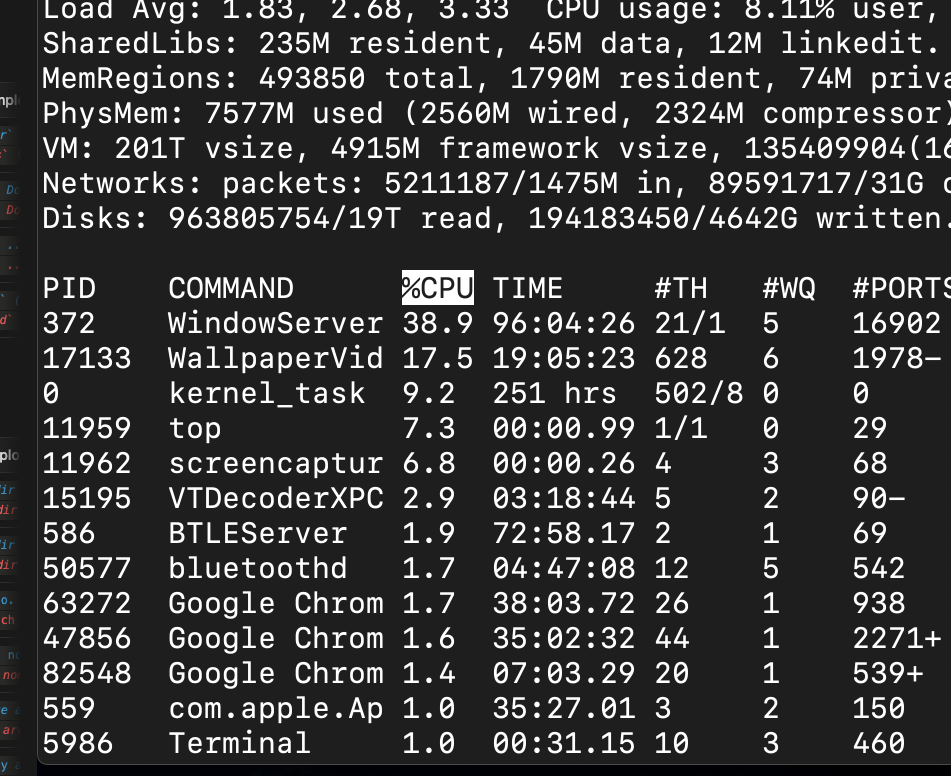 Load Avg: 1.83, 2.68, 3.33  CPU usage: 8.11% user,
SharedLibs: 235M resident, 45M data, 12M linkedit.
MemRegions: 493850 total, 1790M resident, 74M priva
PhysMem: 7577M used (2560M wired, 2324M compressor)
VM: 201T vsize, 4915M framework vsize, 135409904(16
Networks: packets: 5211187/1475M in, 89591717/31G o
Disks: 963805754/19T read, 194183450/4642G written.
PID    COMMAND      %CPU TIME     #TH   #WQ  #PORTS
372    WindowServer 38.9 96:04:26 21/1  5    16902
17133  WallpaperVid 17.5 19:05:23 628   6    1978-
0      kernel_task  9.2  251 hrs  502/8 0    0
11959  top          7.3  00:00.99 1/1   0    29
11962  screencaptur 6.8  00:00.26 4     3    68
15195  VTDecoderXPC 2.9  03:18:44 5     2    90-
586    BTLEServer   1.9  72:58.17 2     1    69
50577  bluetoothd   1.7  04:47:08 12    5    542
63272  Google Chrom 1.7  38:03.72 26    1    938
47856  Google Chrom 1.6  35:02:32 44    1    2271+
82548  Google Chrom 1.4  07:03.29 20    1    539+
559    com.apple.Ap 1.0  35:27.01 3     2    150
5986   Terminal     1.0  00:31.15 10    3    460